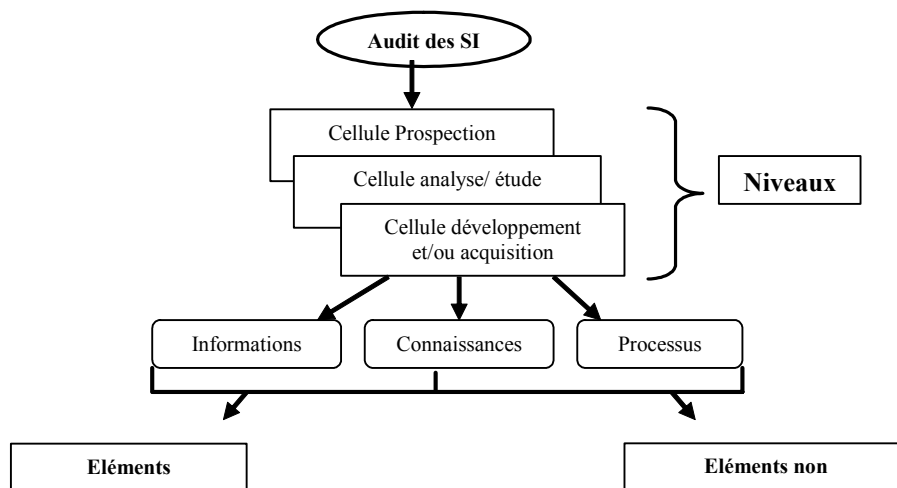 Audit des SI
Cellule Prospection
Cellule analyse/ étude
Niveaux
Cellule développement
et/ou acquisition
Informations
Connaissances
Processus
Eléments
Eléments non